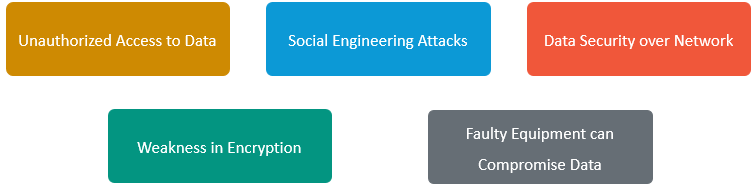 Unauthorized Access to Data
Social Engineering Attacks
Data Security over Network
Weakness in Encryption
Faulty Equipment can
Compromise Data